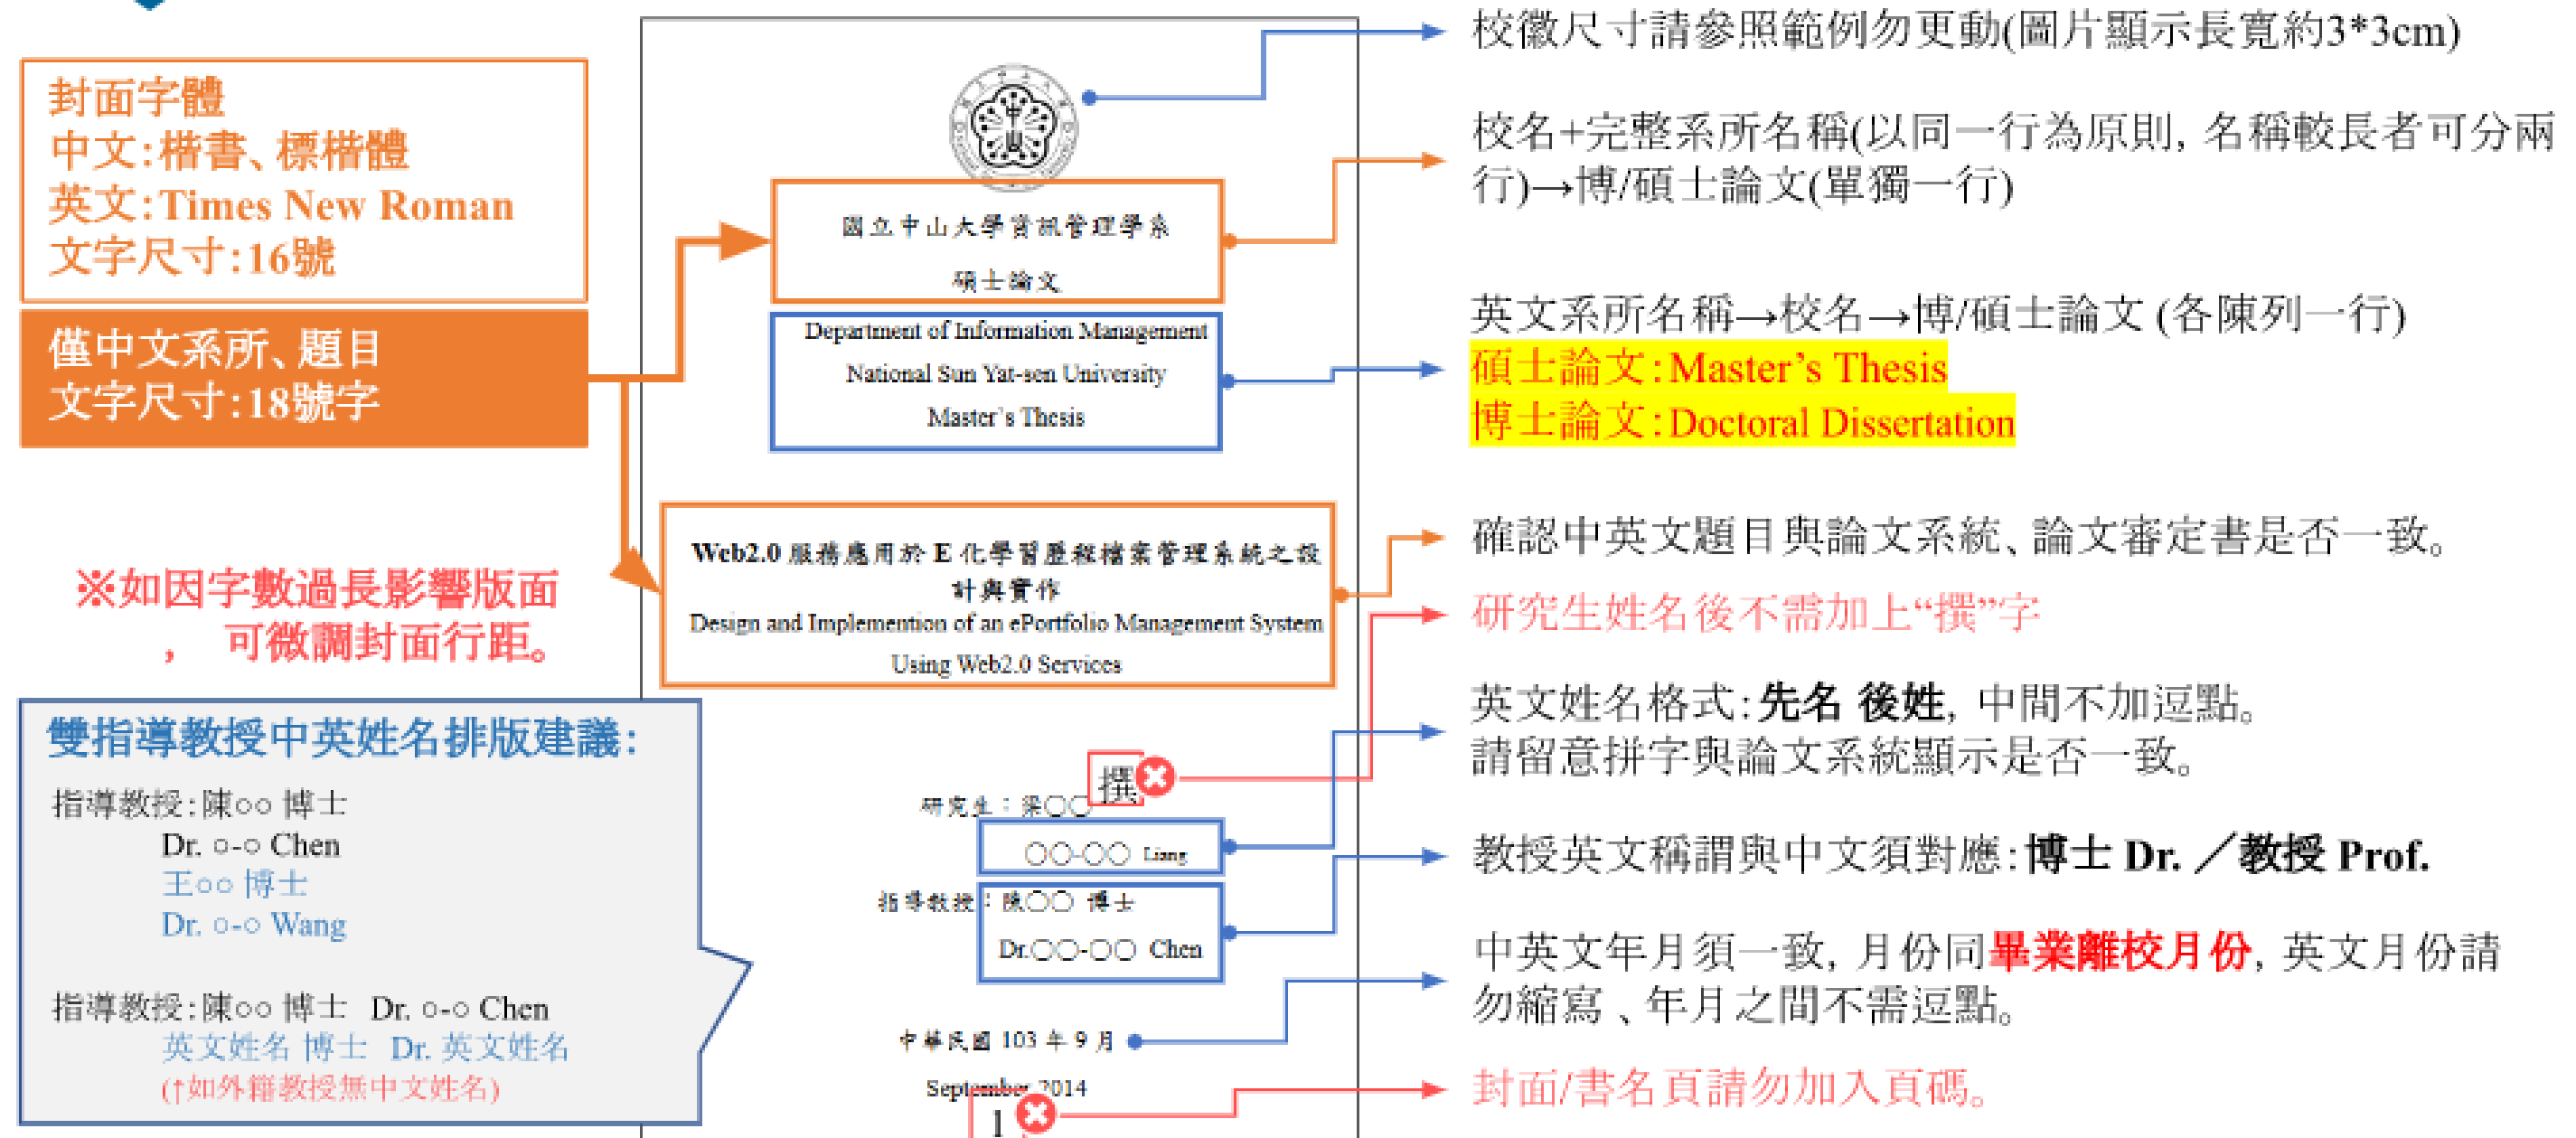 封面字體
中文:楷書、標楷體
英文:Times New Roman
文字尺寸:16號
僅中文系所、題目
文字尺寸:18號字
※如因字數過長影響版面
， 可微調封面行距。
雙指導教授中英姓名排版建議:
指導教授:陳○○ 博士
Dr. ○-○ Chen
王○○ 博士
Dr. ○-○ Wang
指導教授:陳○○ 博士 Dr. ○-○ Chen
英文姓名 博士 Dr. 英文姓名
(↑如外籍教授無中文姓名)
中山
國立中山大學資訊管理學系
碩士論文
Department of Information Management
National Sun Yat-sen University
Master's Thesis
Web2.0 服務應用於 E 化學習歷程檔案管理系統之設
計與實作
Design and Implemention of an ePortfolio Management System
Using Web2.0 Services
撰
研究生：梁○○
○○-○○ Liang
指導教授：陳○○ 博士
Dr.○○-○○ Chen
中華民國 103 年 9 月
September 2014
1
校徽尺寸請參照範例勿更動(圖片顯示長寬約3*3cm)
校名+完整系所名稱(以同一行為原則, 名稱較長者可分兩
行)→博/碩士論文(單獨一行)
英文系所名稱→校名→博/碩士論文 (各陳列一行)
碩士論文:Master's Thesis
博士論文:Doctoral Dissertation
確認中英文題目與論文系統、論文審定書是否一致。
研究生姓名後不需加上“撰”字
英文姓名格式:先名 後姓, 中間不加逗點。
請留意拼字與論文系統顯示是否一致。
教授英文稱謂與中文須對應:博士 Dr. ／教授 Prof.
中英文年月須一致, 月份同畢業離校月份, 英文月份請
勿縮寫 、年月之間不需逗點。
封面/書名頁請勿加入頁碼。